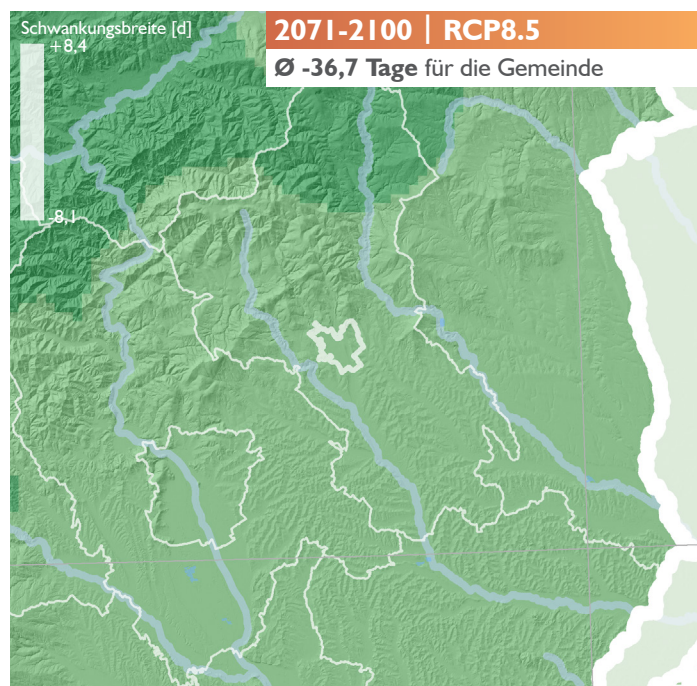 2071-2100 | RCP8.5
Ø -36,7 Tage für die Gemeinde
Schwankungsbreite [d]
+8,4
-8,1